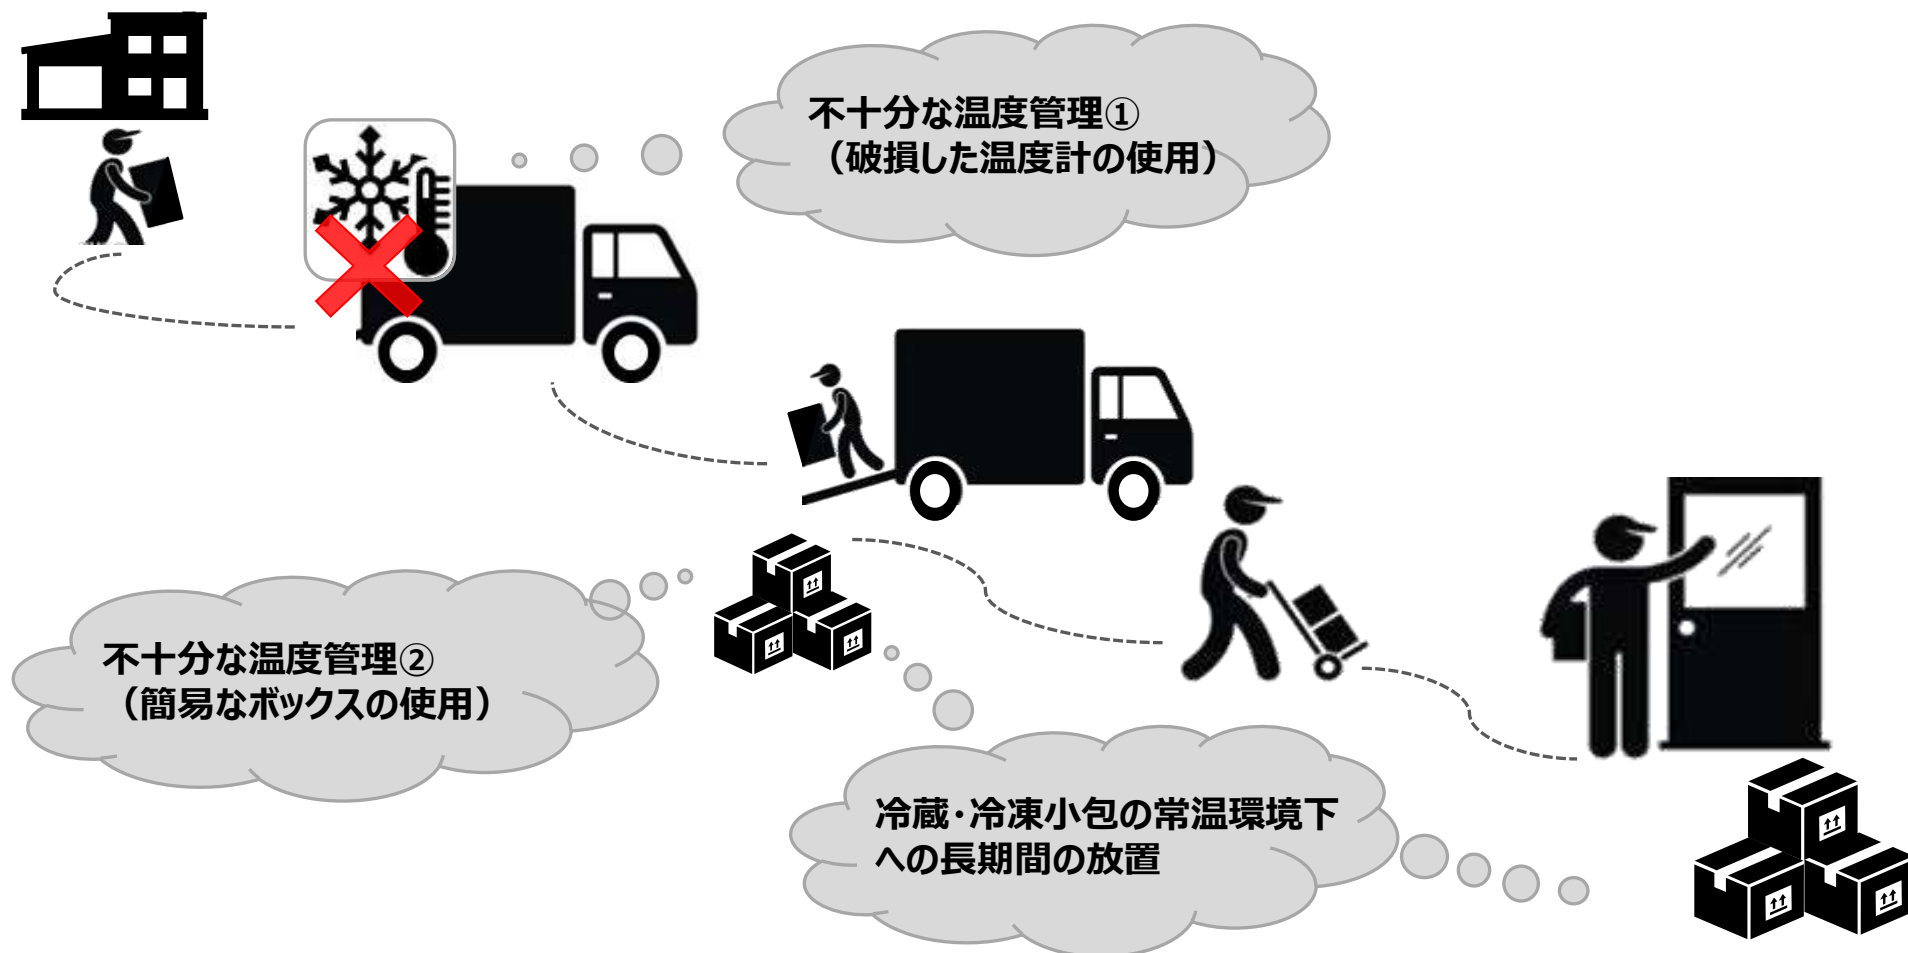 不十分な温度管理①
（破損した温度計の使用）
不十分な温度管理②
（簡易なボックスの使用）
冷蔵・冷凍小包の常温環境下
への長期間の放置